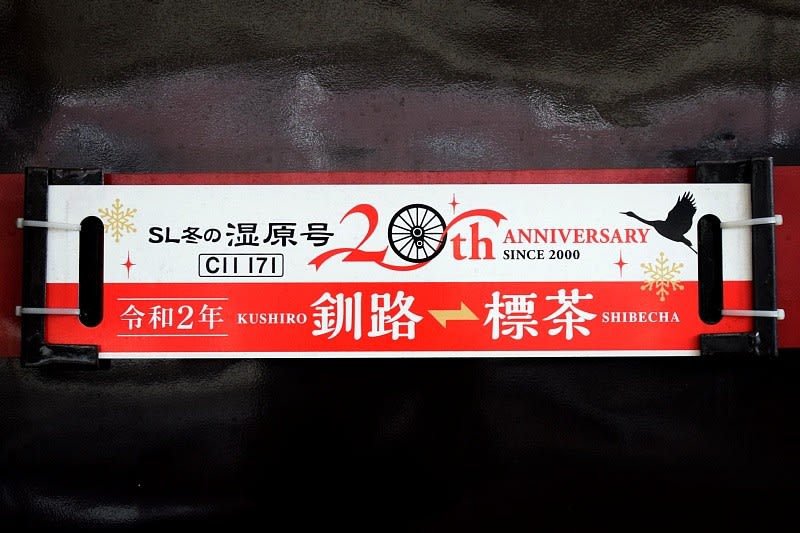 SL冬の湿原号 20th ANNIVERSARY
C11 171 SINCE 2000
令和2年 KUSHIRO 釧路 ⇌ 標茶 SHIBECHA